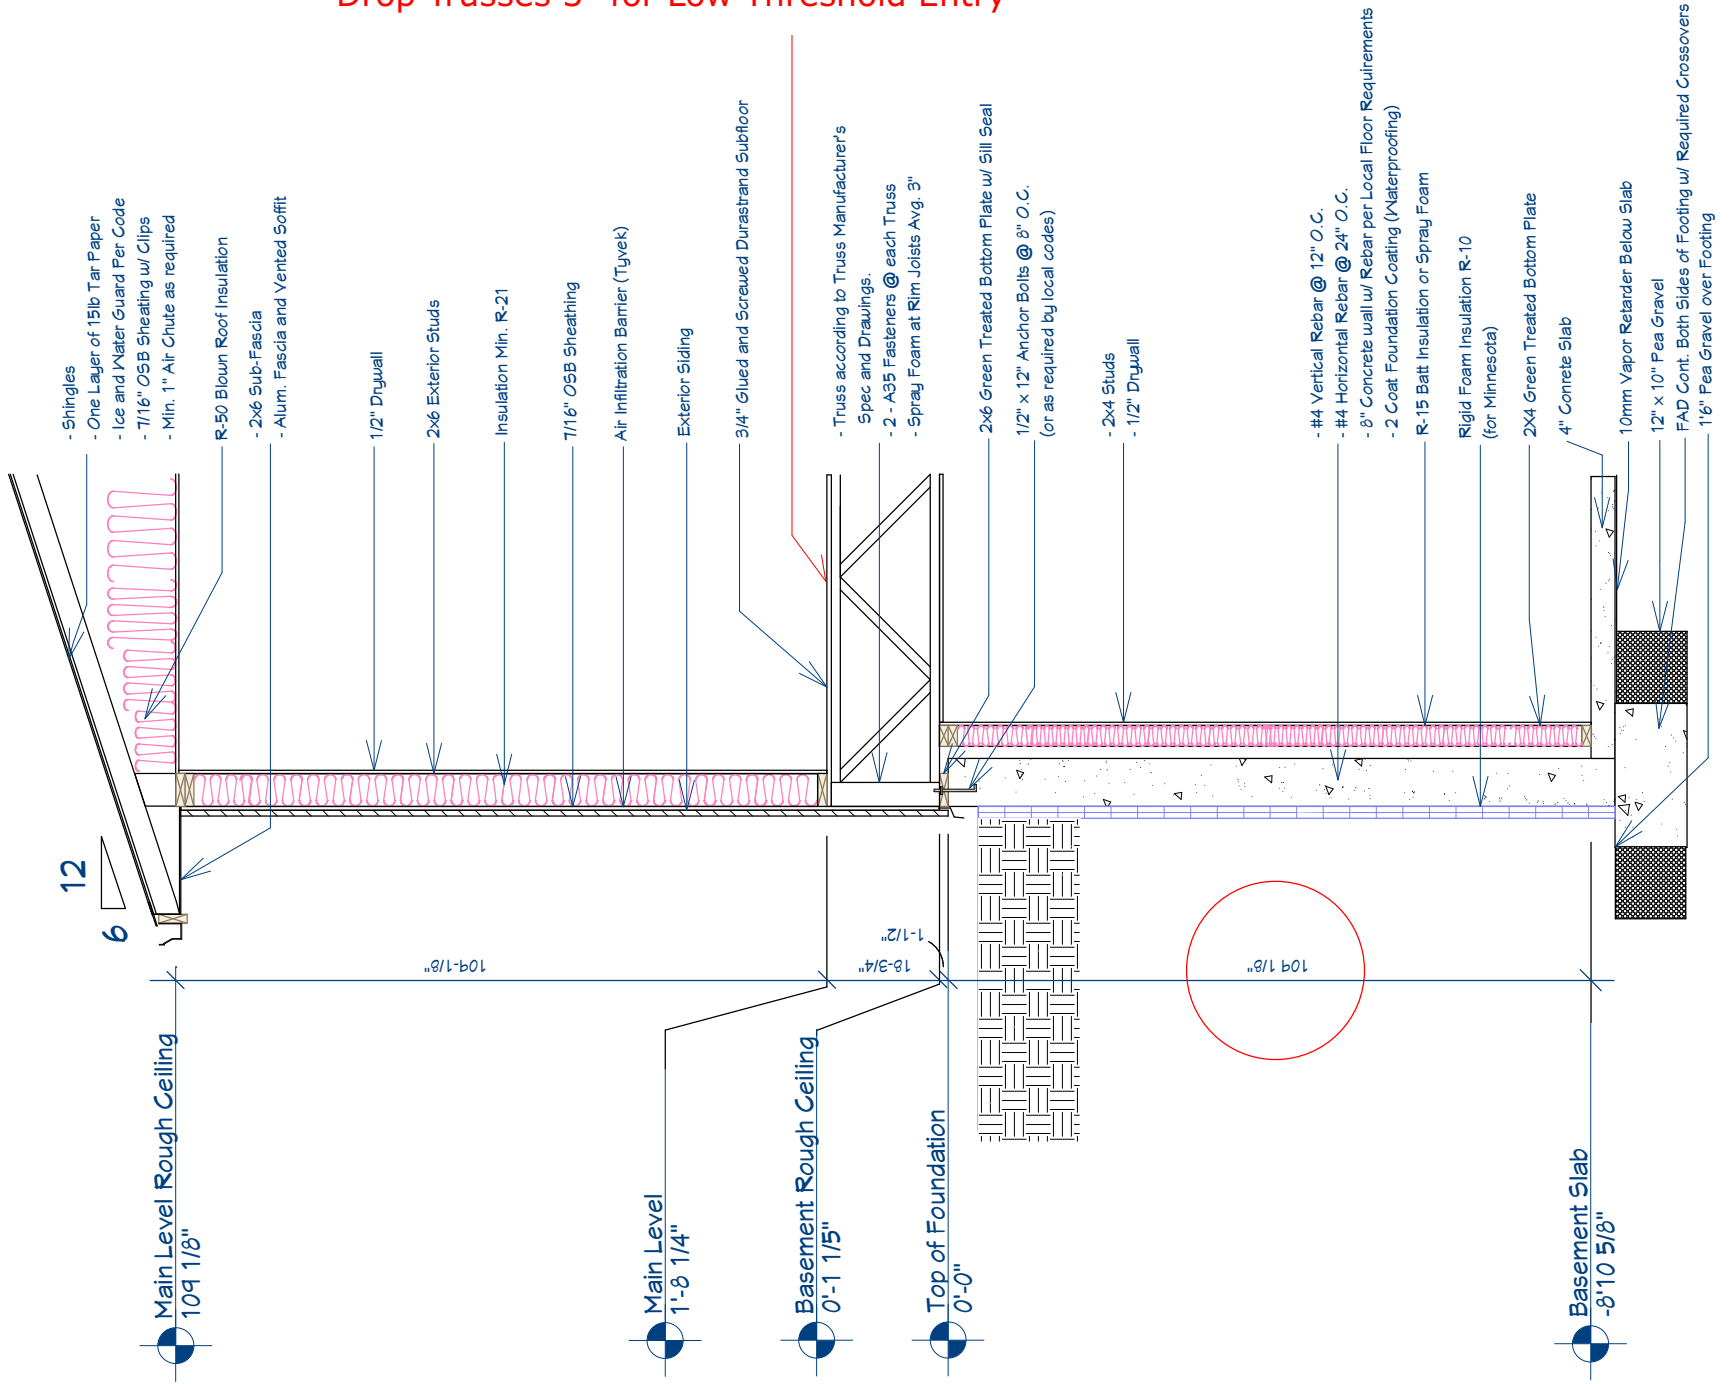 Drop Trusses 3" for Low Threshold Entry
- Shingles
- One Layer of 15lb Tar Paper
- Ice and Water Guard Per Code
- 7/16" OSB Sheating w/ Clips
- Min. 1" Air Chute as required
R-50 Blown Roof Insulation
- 2x6 Sub-Fascia
- Alum. Fascia and Vented Soffit
1/2" Drywall
2x6 Exterior Studs
Insulation Min. R-21
7/16" OSB Sheathing
Air Infiltration Barrier (Tyvek)
Exterior Siding
3/4" Glued and Screwed Durastrand Subfloor
- Truss according to Truss Manufacturer's
Spec and Drawings.
- 2 - A35 Fasteners @ each Truss
- Spray Foam at Rim Joists Avg. 3"
2x6 Green Treated Bottom Plate w/ Sill Seal
1/2" x 12" Anchor Bolts @ 8" O.C.
(or as required by local codes)
- 2x4 Studs
- 1/2" Drywall
- #4 Vertical Rebar @ 12" O.C.
- #4 Horizontal Rebar @ 24" O.C.
- 8" Concrete wall w/ Rebar per Local Floor Requirements
- 2 Coat Foundation Coating (Waterproofing)
R-15 Batt Insulation or Spray Foam
Rigid Foam Insulation R-10
(for Minnesota)
2X4 Green Treated Bottom Plate
4" Conrete Slab
10mm Vapor Retarder Below Slab
12" x 10" Pea Gravel
FAD Cont. Both Sides of Footing w/ Required Crossovers
1'6" Pea Gravel over Footing
12
6
109-1/8"
18-3/4"
1-1/2"
109 1/8"
Main Level Rough Ceiling
109 1/8"
Main Level
1'-8 1/4"
Basement Rough Ceiling
0'-1 1/5"
Top of Foundation
0'-0"
Basement Slab
-8'10 5/8"